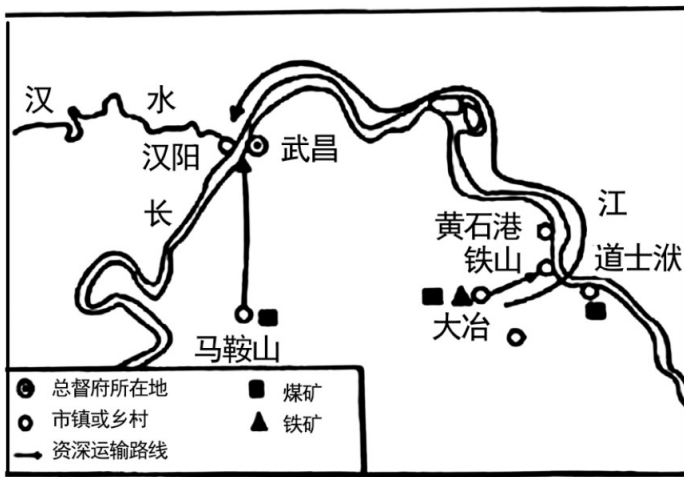 汉 水
汉阳
武昌
长
江
黄石港
铁山
道士洑
大冶
马鞍山
总督府所在地
煤矿
市镇或乡村
铁矿
资深运输路线